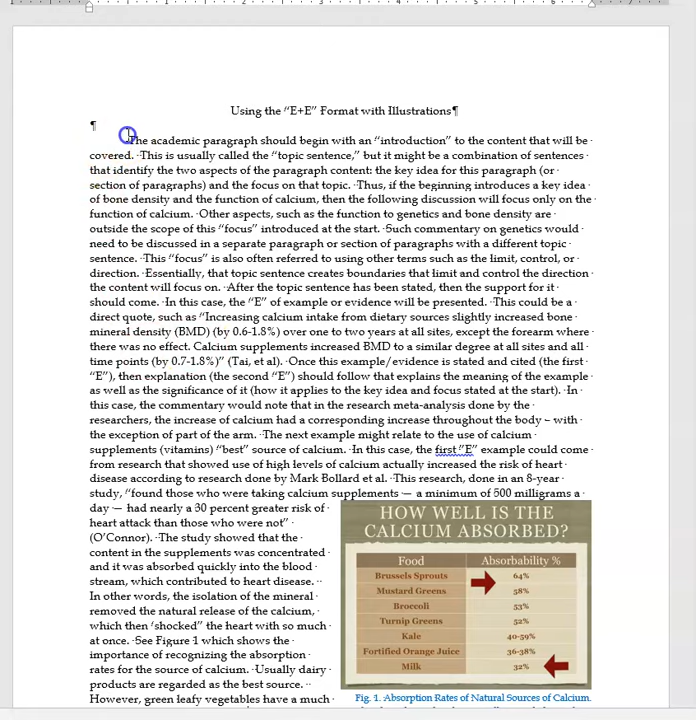 Using the "E+E" Format with Illustrations¶
¶
The academic paragraph should begin with an "introduction" to the content that will be
covered. This is usually called the "topic sentence," but it might be a combination of sentences
that identify the two aspects of the paragraph content: the key idea for this paragraph (or
section of paragraphs) and the focus on that topic. Thus, if the beginning introduces a key idea
of bone density and the function of calcium, then the following discussion will focus only on the
function of calcium. Other aspects, such as the function to genetics and bone density are
outside the scope of this "focus" introduced at the start. Such commentary on genetics would
need to be discussed in a separate paragraph or section of paragraphs with a different topic
sentence. This "focus" is also often referred to using other terms such as the limit, control, or
direction. Essentially, that topic sentence creates boundaries that limit and control the direction
the content will focus on. After the topic sentence has been stated, then the support for it
should come. In this case, the "E" of example or evidence will be presented. This could be a
direct quote, such as "Increasing calcium intake from dietary sources slightly increased bone
mineral density (BMD) (by 0.6-1.8%) over one to two years at all sites, except the forearm where
there was no effect. Calcium supplements increased BMD to a similar degree at all sites and all
time points (by 0.7-1.8%)" (Tai, et al). Once this example/evidence is stated and cited (the first
"E"), then explanation (the second "E") should follow that explains the meaning of the example
as well as the significance of it (how it applies to the key idea and focus stated at the start). In
this case, the commentary would note that in the research meta-analysis done by the
researchers, the increase of calcium had a corresponding increase throughout the body – with
the exception of part of the arm. The next example might relate to the use of calcium
supplements (vitamins) "best" source of calcium. In this case, the first "E" example could come
from research that showed use of high levels of calcium actually increased the risk of heart
disease according to research done by Mark Bollard et al. This research, done in an 8-year
study, "found those who were taking calcium supplements — a minimum of 500 milligrams a
day — had nearly a 30 percent greater risk of
heart attack than those who were not"
(O'Connor). The study showed that the
content in the supplements was concentrated
and it was absorbed quickly into the blood
stream, which contributed to heart disease.
In other words, the isolation of the mineral
removed the natural release of the calcium,
which then 'shocked" the heart with so much
at once. See Figure 1 which shows the
importance of recognizing the absorption
rates for the source of calcium. Usually dairy
products are regarded as the best source.
However, green leafy vegetables have a much
HOW WELL IS THE
CALCIUM ABSORBED?
Food Absorbability %
Brussels Sprouts 64%
Mustard Greens 58%
Broccoli 53%
Turnip Greens 52%
Kale 40-59%
Fortified Orange Juice 36-38%
Milk 32%
Fig. 1. Absorption Rates of Natural Sources of Calcium.